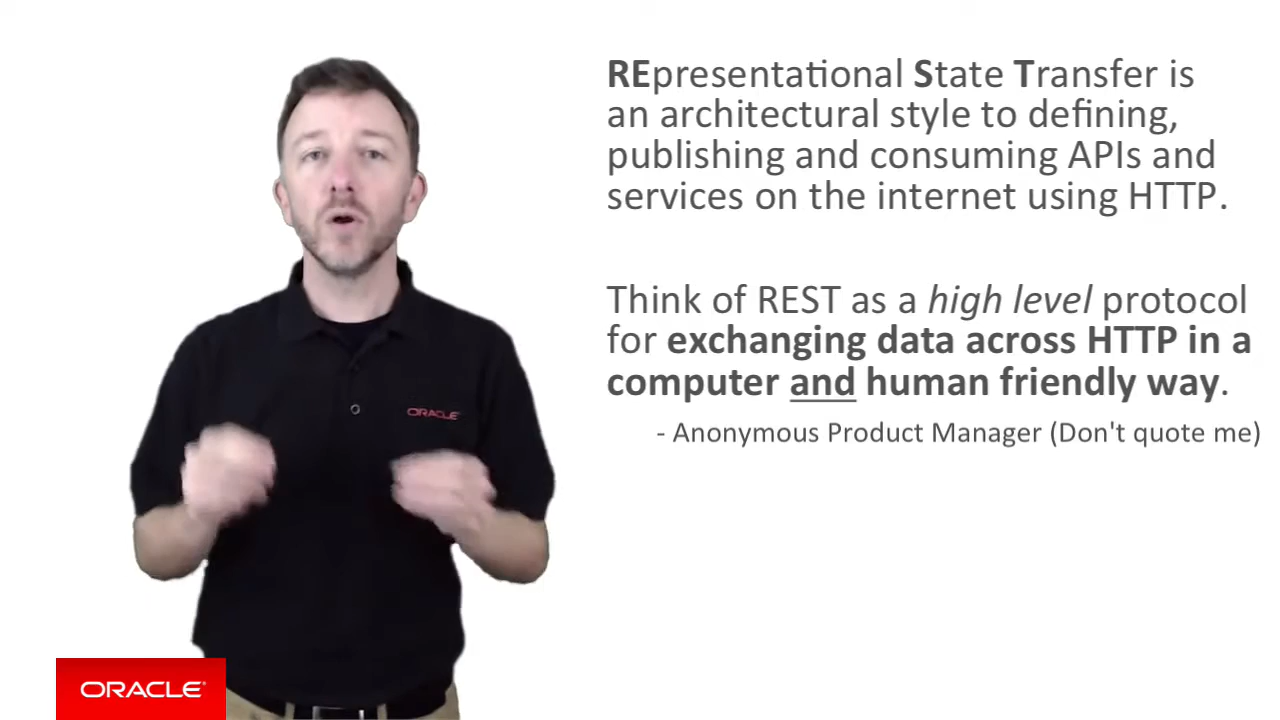 REpresentational State Transfer is
an architectural style to defining,
publishing and consuming APIs and
services on the internet using HTTP.
Think of REST as a high level protocol
for exchanging data across HTTP in a
computer and human friendly way.
- Anonymous Product Manager (Don't quote me)
ORACLE
ORACLE